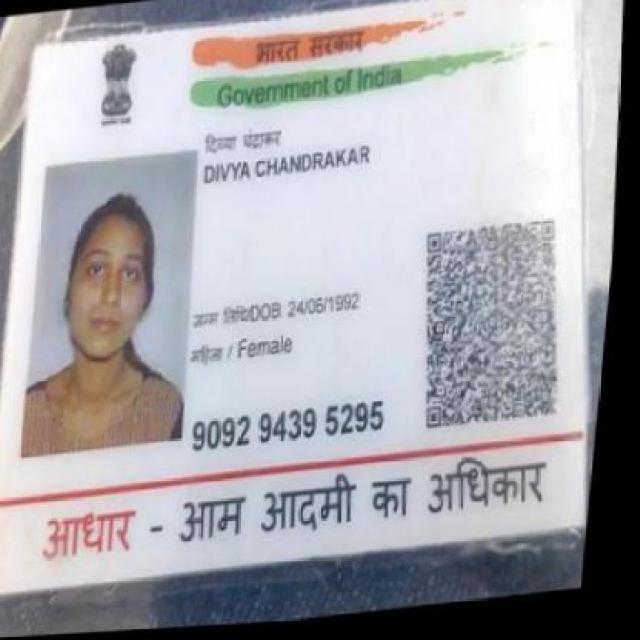 भारत सरकार
Government of India
दिव्या चंद्राकर
DIVYA CHANDRAKAR
जन्म तिथि/DOB 24/05/1992
महिला / Female
9092 9439 5295
आधार - आम आदमी का अधिकार